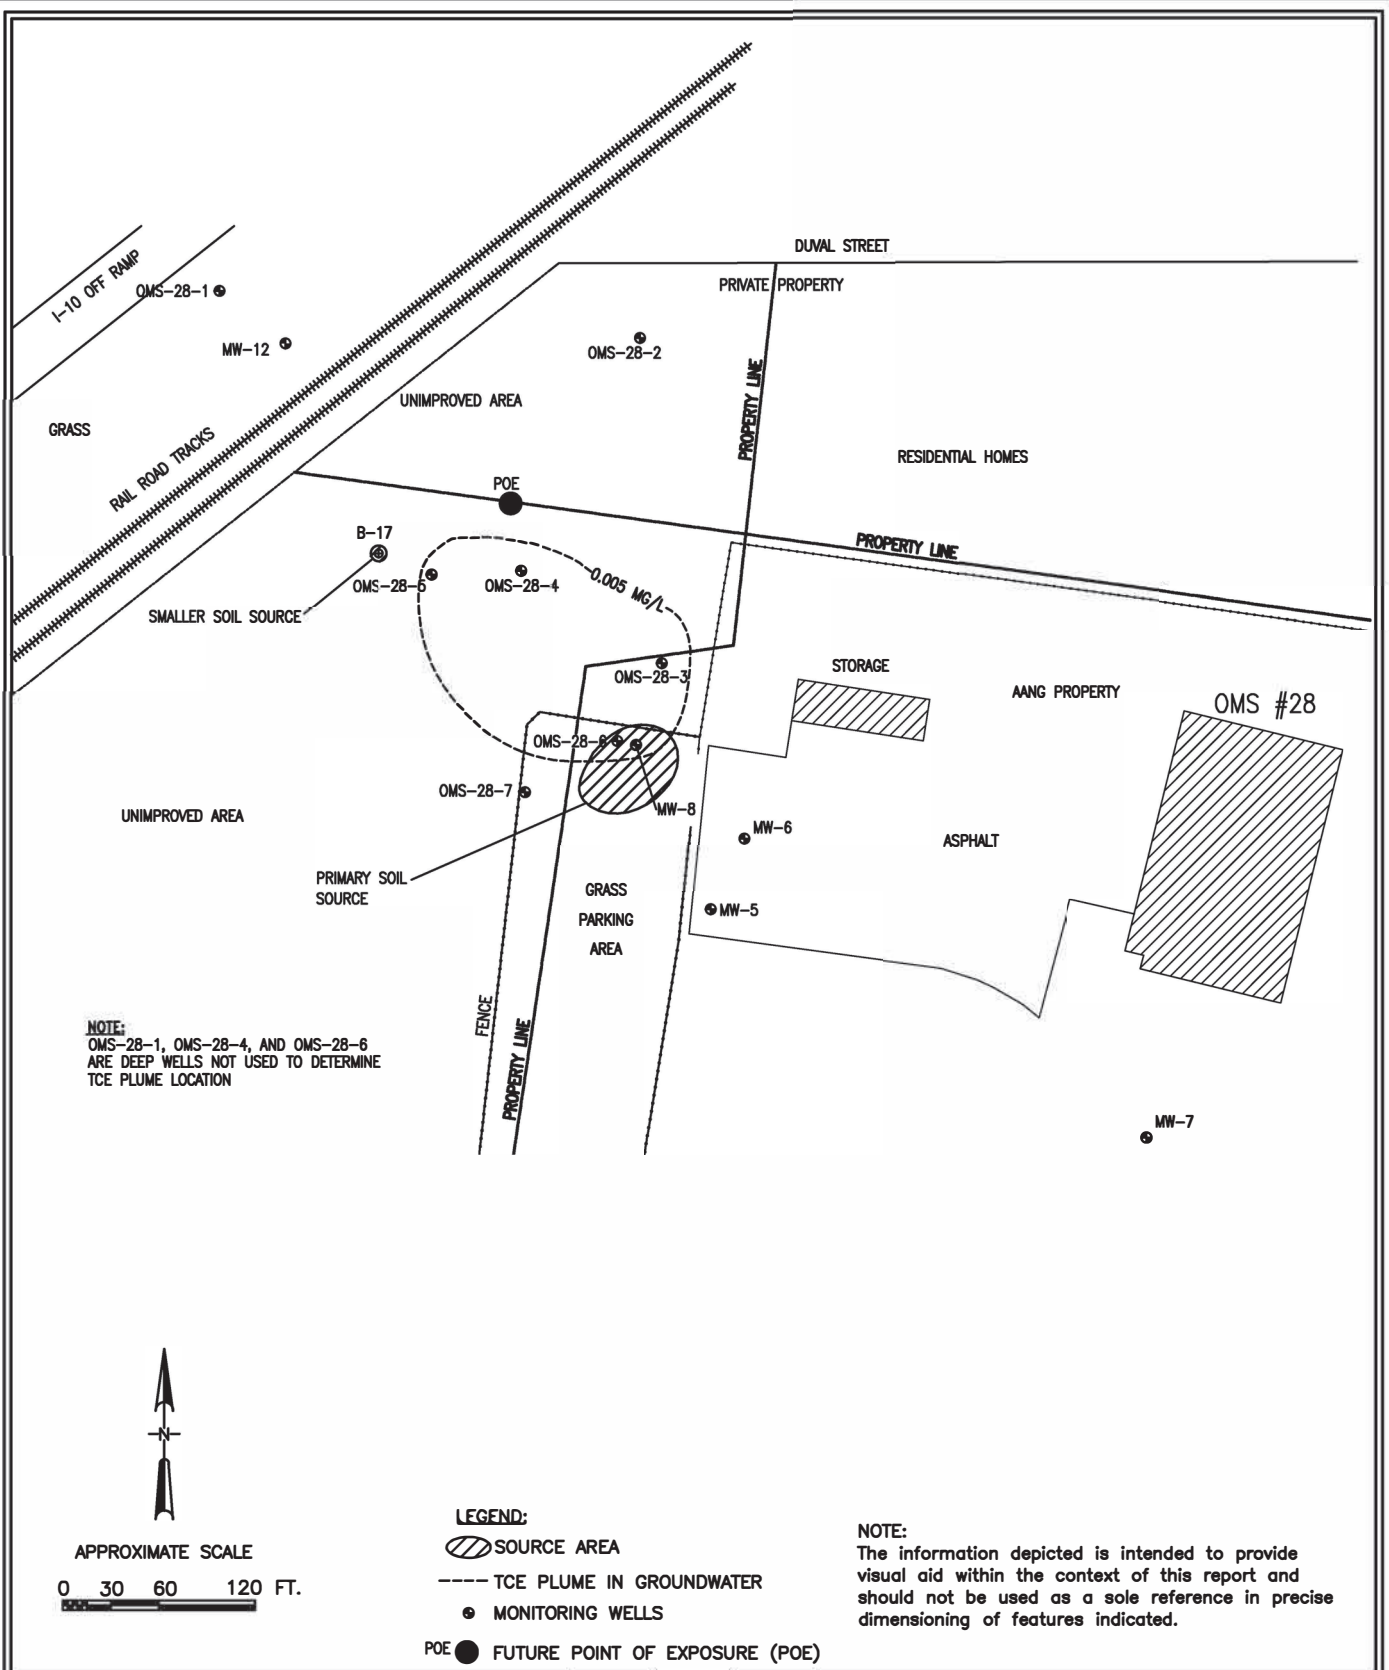 DUVAL STREET
PRIVATE PROPERTY
I-10 OFF RAMP
OMS-28-1
MW-12
OMS-28-2
PROPERTY LINE
UNIMPROVED AREA
GRASS
RAIL ROAD TRACKS
RESIDENTIAL HOMES
POE
B-17
PROPERTY LINE
OMS-28-5
OMS-28-4
0.005 MG/L
SMALLER SOIL SOURCE
OMS-28-3
STORAGE
AANG PROPERTY
OMS #28
OMS-28-6
OMS-28-7
MW-8
UNIMPROVED AREA
MW-6
ASPHALT
PRIMARY SOIL
SOURCE
GRASS
PARKING
AREA
MW-5
FENCE
PROPERTY LINE
NOTE:
OMS-28-1, OMS-28-4, AND OMS-28-6
ARE DEEP WELLS NOT USED TO DETERMINE
TCE PLUME LOCATION
MW-7
N
APPROXIMATE SCALE
0 30 60 120 FT.
LEGEND:
SOURCE AREA
TCE PLUME IN GROUNDWATER
MONITORING WELLS
POE FUTURE POINT OF EXPOSURE (POE)
NOTE:
The information depicted is intended to provide
visual aid within the context of this report and
should not be used as a sole reference in precise
dimensioning of features indicated.